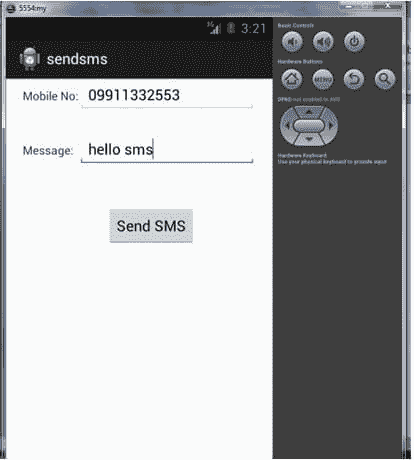 5554:my
3G 3:21
sendsms
Mobile No: 09911332553
Message: hello sms
Send SMS
Basic Controls
Hardware Buttons
MENU
DPAD not enabled in AVD
Hardware Keyboard
Use your physical keyboard to provide input